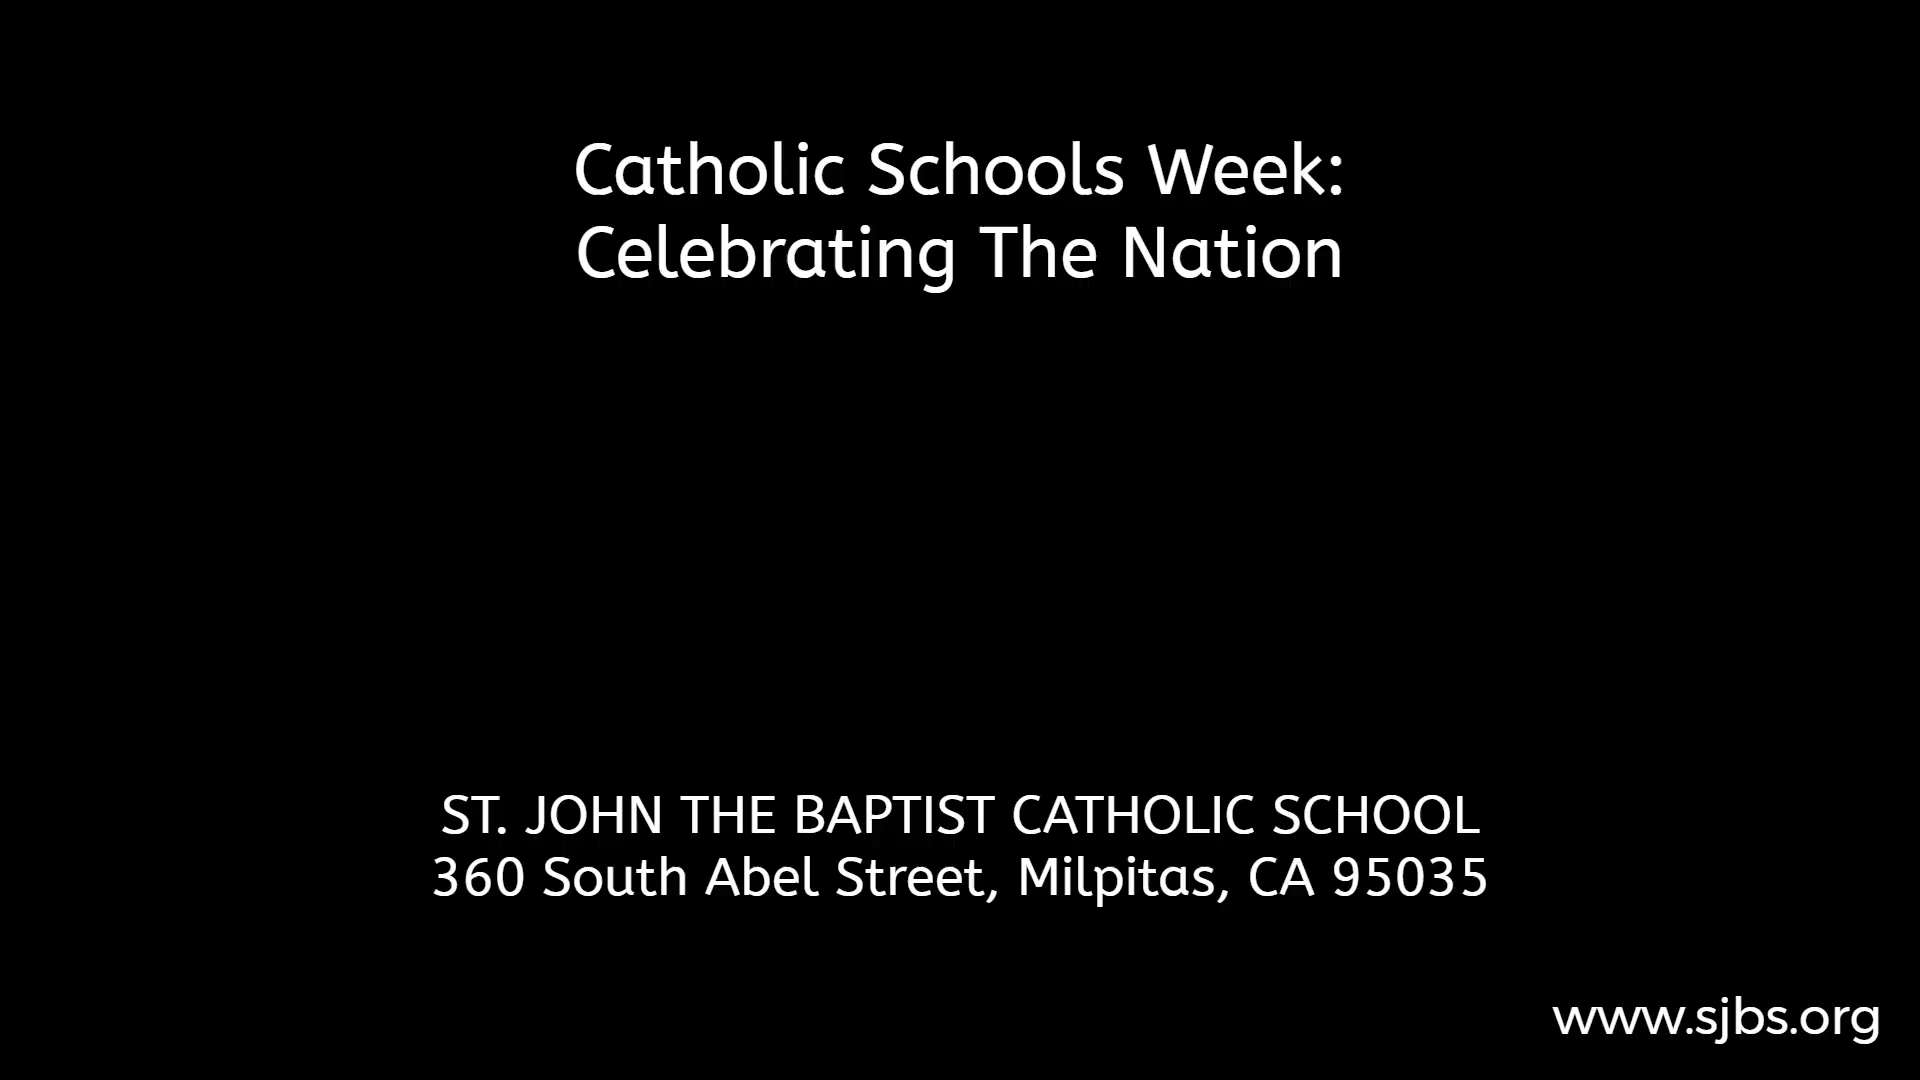 Catholic Schools Week:
Celebrating The Nation
ST. JOHN THE BAPTIST CATHOLIC SCHOOL
360 South Abel Street, Milpitas, CA 95035
www.sjbs.org